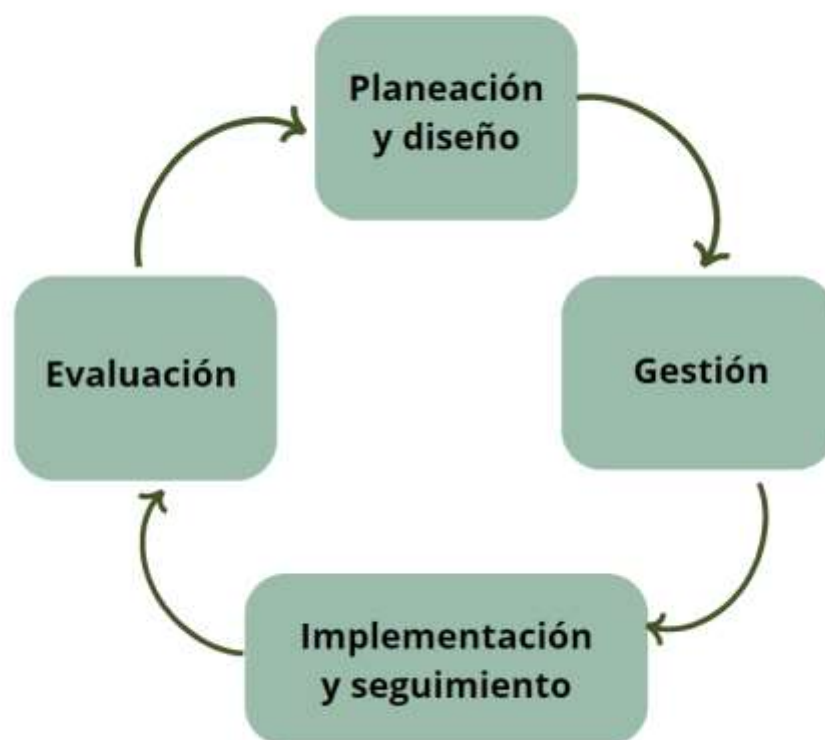 Planeación
y diseño
Gestión
Implementación
y seguimiento
Evaluación